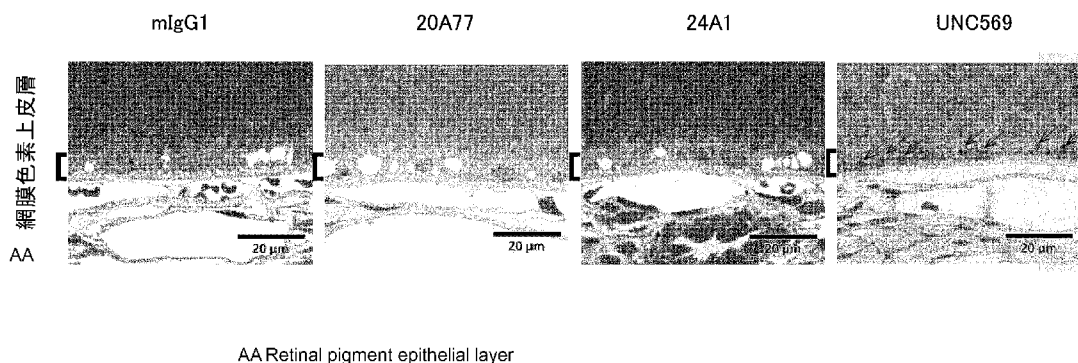 mIgG1
20A77
24A1
UNC569
網膜色素上皮層
AA
20 µm
20 µm
20 µm
20 µm
AA Retinal pigment epithelial layer